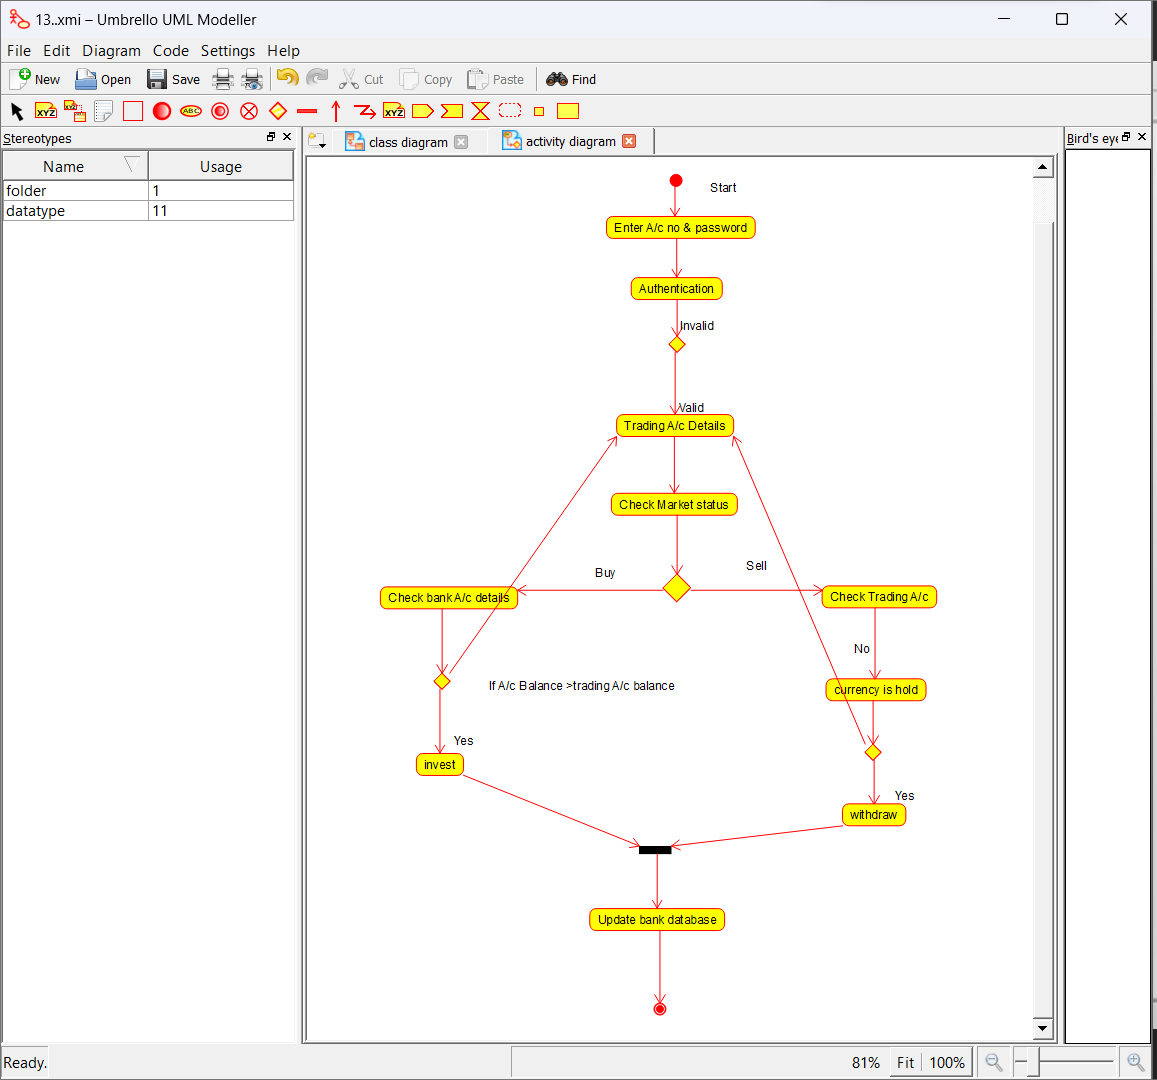 13..xmi – Umbrello UML Modeller
File Edit Diagram Code Settings Help
New Open Save Cut Copy Paste Find
XYZ XYZ ABC XYZ
Stereotypes
Name Usage
folder 1
datatype 11
class diagram activity diagram
Bird's eye
Start
Enter A/c no & password
Authentication
Invalid
Valid
Trading A/c Details
Check Market status
Buy
Sell
Check bank A/c details
Check Trading A/c
No
If A/c Balance >trading A/c balance
currency is hold
Yes
invest
Yes
withdraw
Update bank database
Ready.
81% Fit 100%